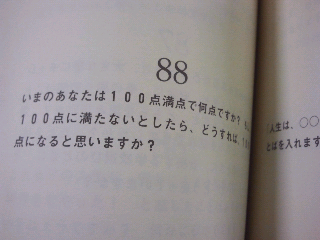 88
いまのあなたは100点満点で何点ですか？
100点に満たないとしたら、どうすれば、
点になると思いますか？
人生は、○○
とばを入れます